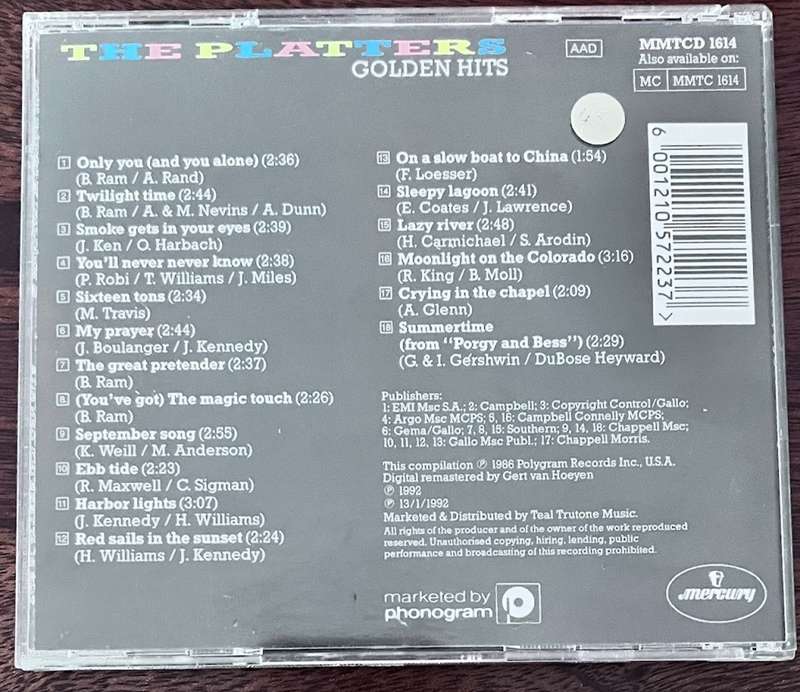 THE PLATTERS
GOLDEN HITS
AAD
MMTCD 1614
Also available on:
MC MMTC 1614
1 Only you (and you alone) (2:36)
(B. Ram / A. Rand)
2 Twilight time (2:44)
(B. Ram / A. & M. Nevins / A. Dunn)
3 Smoke gets in your eyes (2:39)
(J. Ken / O. Harbach)
4 You'll never never know (2:38)
(P. Robi / T. Williams / J. Miles)
5 Sixteen tons (2:34)
(M. Travis)
6 My prayer (2:44)
(J. Boulanger / J. Kennedy)
7 The great pretender (2:37)
(B. Ram)
8 (You've got) The magic touch (2:26)
(B. Ram)
9 September song (2:55)
(K. Weill / M. Anderson)
10 Ebb tide (2:23)
(R. Maxwell / C. Sigman)
11 Harbor lights (3:07)
(J. Kennedy / H. Williams)
12 Red sails in the sunset (2:24)
(H. Williams / J. Kennedy)
13 On a slow boat to China (1:54)
(F. Loesser)
14 Sleepy lagoon (2:41)
(E. Coates / J. Lawrence)
15 Lazy river (2:48)
(H. Carmichael / S. Arodin)
16 Moonlight on the Colorado (3:16)
(R. King / B. Moll)
17 Crying in the chapel (2:09)
(A. Glenn)
18 Summertime
(from "Porgy and Bess") (2:29)
(G. & I. Gershwin / DuBose Heyward)
6 001210 572237 >
Publishers:
1: EMI Msc S.A.; 2: Campbell; 3: Copyright Control/Gallo;
4: Argo Msc MCPS; 5, 16: Campbell Connelly MCPS;
6: Gema/Gallo; 7, 8, 15: Southern; 9, 14, 18: Chappell Msc;
10, 11, 12, 13: Gallo Msc Publ.; 17: Chappell Morris.
This compilation ℗ 1986 Polygram Records Inc., U.S.A.
Digital remastered by Gert van Hoeyen
℗ 1992
℗ 13/1/1992
Marketed & Distributed by Teal Trutone Music.
All rights of the producer and of the owner of the work reproduced
reserved. Unauthorised copying, hiring, lending, public
performance and broadcasting of this recording prohibited.
marketed by
phonogram
mercury